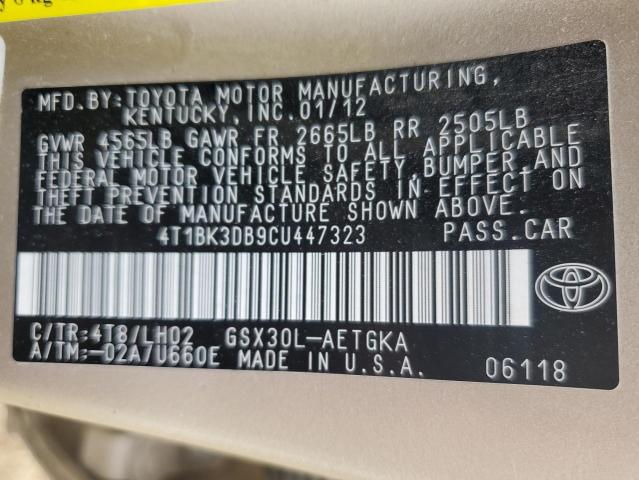 MFD.BY: TOYOTA MOTOR MANUFACTURING,
KENTUCKY, INC. 01/12
GVWR 4565LB GAWR FR 2665LB RR 2505LB
THIS VEHICLE CONFORMS TO ALL APPLICABLE
FEDERAL MOTOR VEHICLE SAFETY, BUMPER, AND
THEFT PREVENTION STANDARDS IN EFFECT ON
THE DATE OF MANUFACTURE SHOWN ABOVE.
4T1BK3DB9CU447323 PASS.CAR
C/TR:4T8/LH02 GSX30L-AETGKA
A/TM:-02A/U660E MADE IN U.S.A. 06118